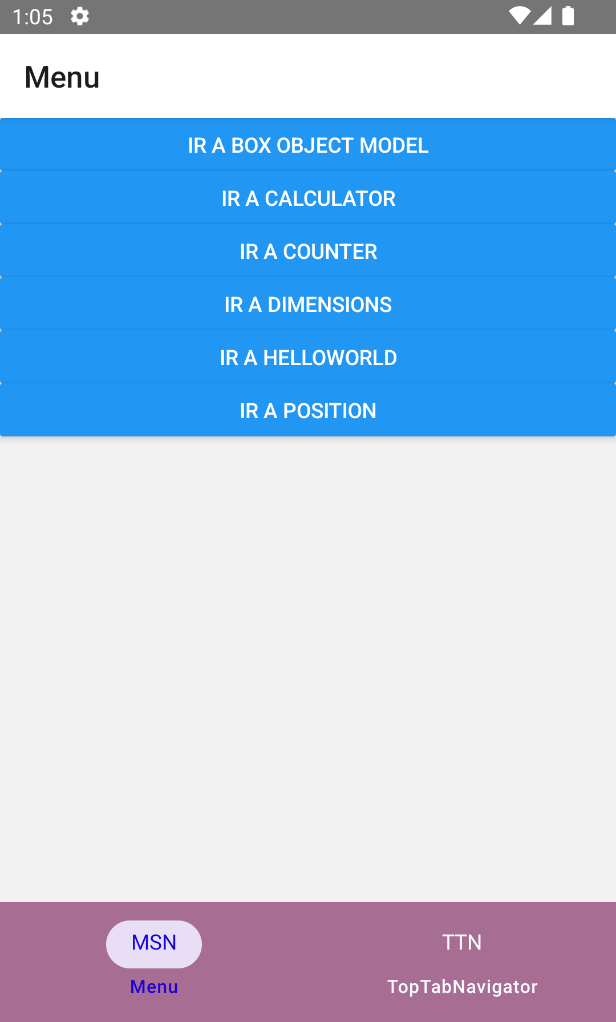 1:05
Menu
IR A BOX OBJECT MODEL
IR A CALCULATOR
IR A COUNTER
IR A DIMENSIONS
IR A HELLOWORLD
IR A POSITION
MSN TTN
Menu TopTabNavigator